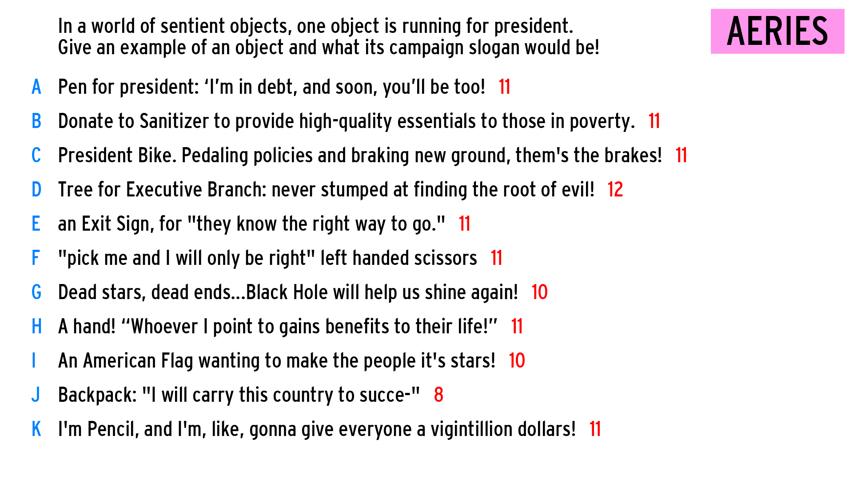 In a world of sentient objects, one object is running for president.
Give an example of an object and what its campaign slogan would be!
AERIES
A Pen for president: ‘I’m in debt, and soon, you’ll be too! 11
B Donate to Sanitizer to provide high-quality essentials to those in poverty. 11
C President Bike. Pedaling policies and braking new ground, them's the brakes! 11
D Tree for Executive Branch: never stumped at finding the root of evil! 12
E an Exit Sign, for "they know the right way to go." 11
F "pick me and I will only be right" left handed scissors 11
G Dead stars, dead ends...Black Hole will help us shine again! 10
H A hand! “Whoever I point to gains benefits to their life!” 11
I An American Flag wanting to make the people it's stars! 10
J Backpack: "I will carry this country to succe-" 8
K I'm Pencil, and I'm, like, gonna give everyone a vigintillion dollars! 11